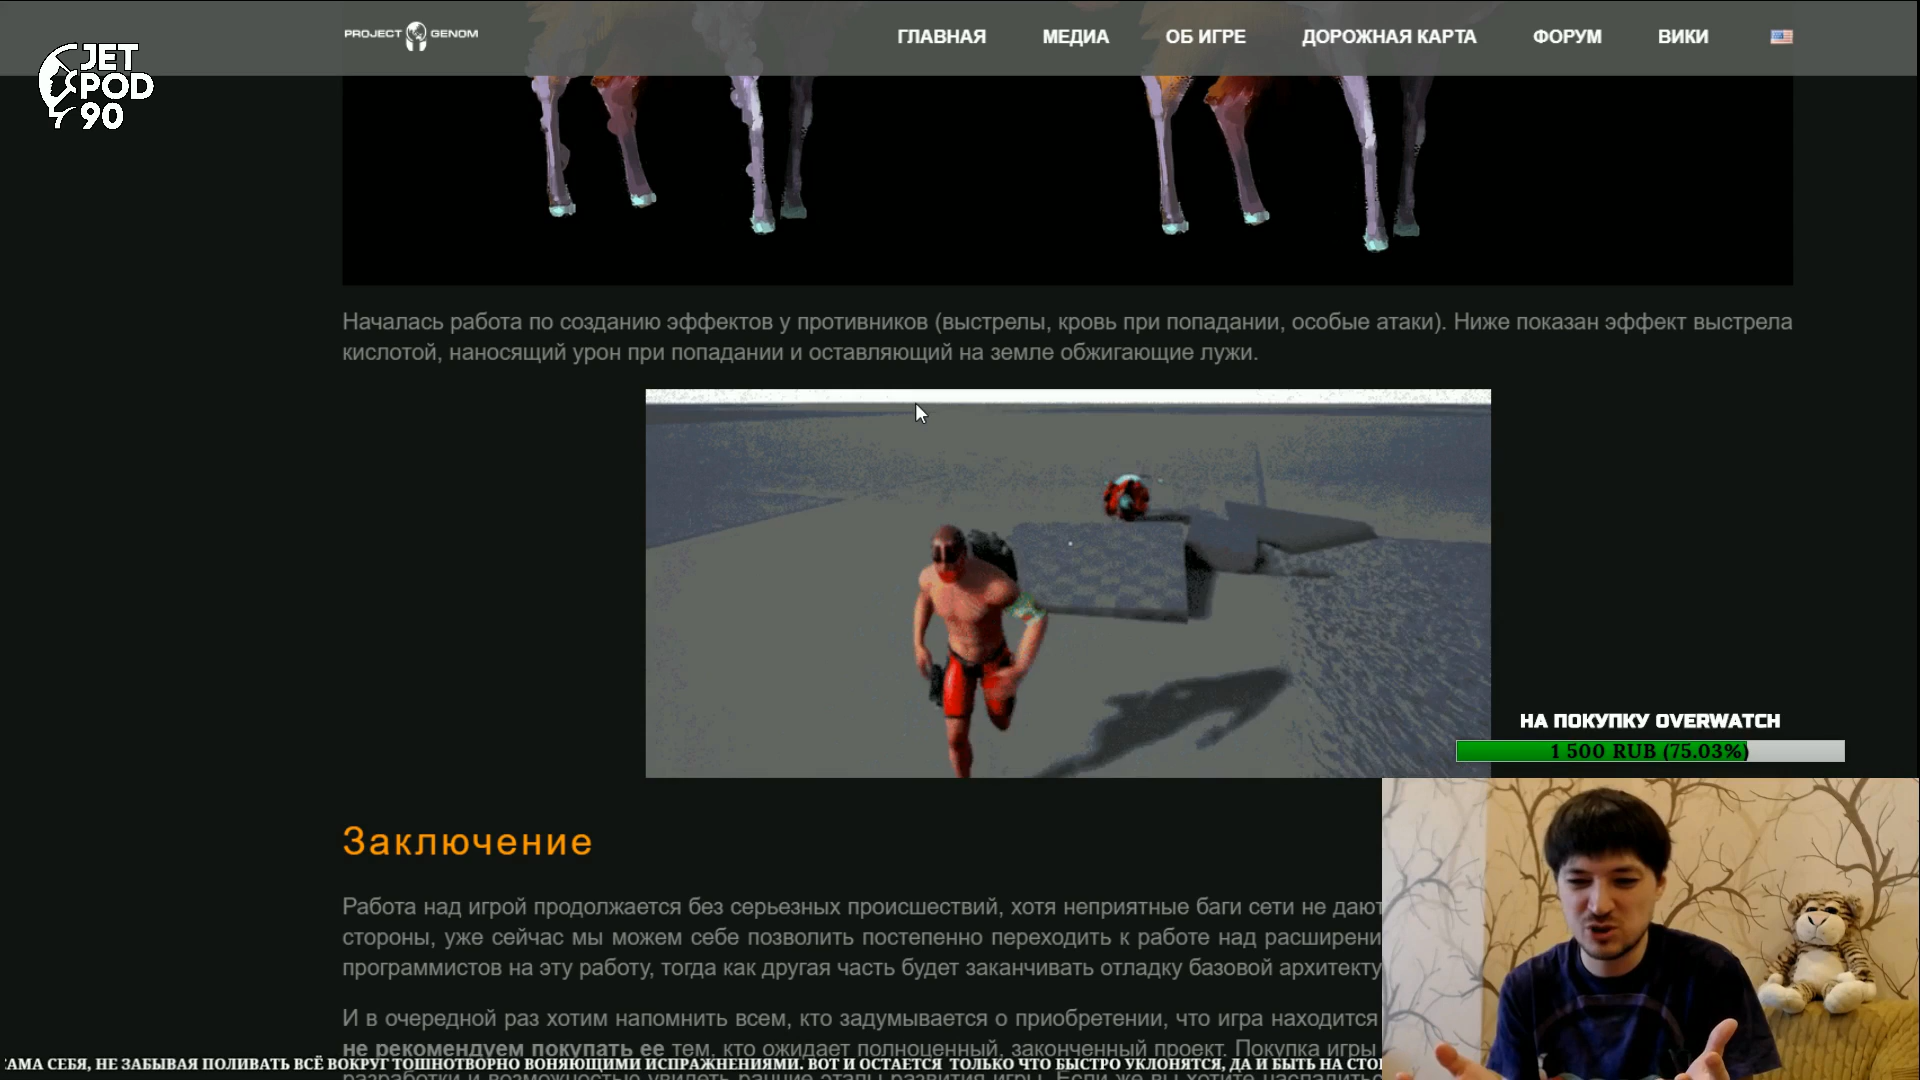 JET
POD
90
PROJECT GENOM
ГЛАВНАЯ МЕДИА ОБ ИГРЕ ДОРОЖНАЯ КАРТА ФОРУМ ВИКИ
Началась работа по созданию эффектов у противников (выстрелы, кровь при попадании, особые атаки). Ниже показан эффект выстрела
кислотой, наносящий урон при попадании и оставляющий на земле обжигающие лужи.
НА ПОКУПКУ OVERWATCH
1 500 RUB (75.03%)
Заключение
Работа над игрой продолжается без серьезных происшествий, хотя неприятные баги сети не дают
стороны, уже сейчас мы можем себе позволить постепенно переходить к работе над расширени
программистов на эту работу, тогда как другая часть будет заканчивать отладку базовой архитекту
И в очередной раз хотим напомнить всем, кто задумывается о приобретении, что игра находится
не рекомендуем покупать ее тем, кто ожидает полноценный, законченный проект. Покупка игры
АМА СЕБЯ, НЕ ЗАБЫВАЯ ПОЛИВАТЬ ВСЁ ВОКРУГ ТОШНОТВОРНО ВОНЯЮЩИМИ ИСПРАЖНЕНИЯМИ. ВОТ И ОСТАЕТСЯ ТОЛЬКО ЧТО БЫСТРО УКЛОНЯТСЯ, ДА И БЫТЬ НА СТО